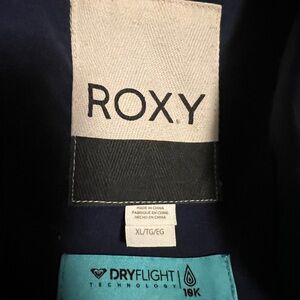 ROXY
MADE IN CHINA
FABRIQUÉ EN CHINE
HECHO EN CHINA
XL/TG/EG
DRYFLIGHT
TECHNOLOGY
10K